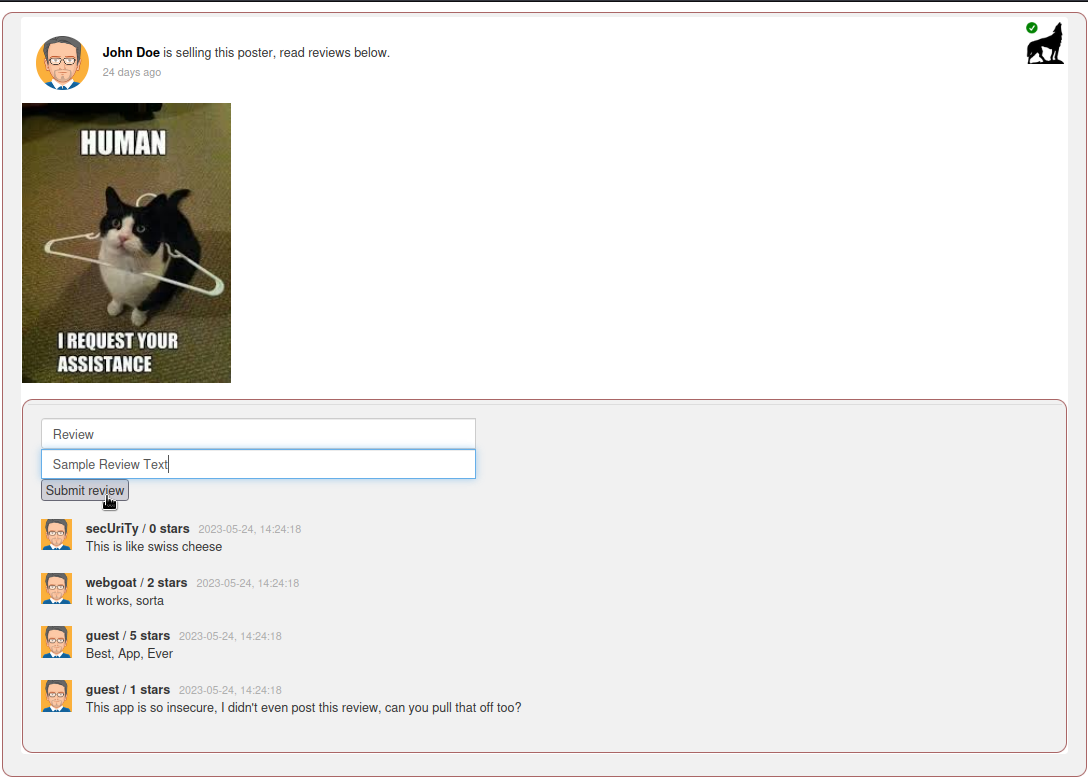 John Doe is selling this poster, read reviews below.
24 days ago
HUMAN
I REQUEST YOUR
ASSISTANCE
Review
Sample Review Text
Submit review
secUriTy / 0 stars 2023-05-24, 14:24:18
This is like swiss cheese
webgoat / 2 stars 2023-05-24, 14:24:18
It works, sorta
guest / 5 stars 2023-05-24, 14:24:18
Best, App, Ever
guest / 1 stars 2023-05-24, 14:24:18
This app is so insecure, I didn't even post this review, can you pull that off too?